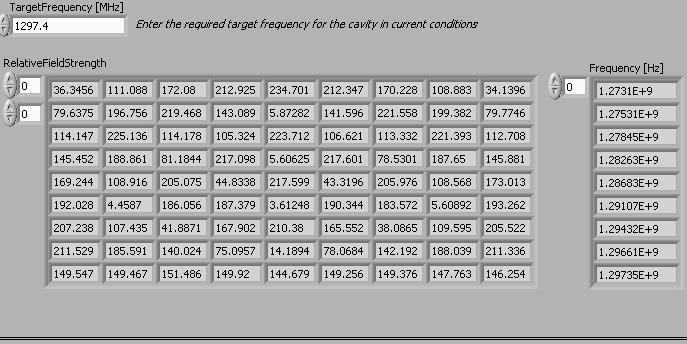 TargetFrequency [MHz]
1297.4 Enter the required target frequency for the cavity in current conditions
RelativeFieldStrength Frequency [Hz]
0 36.3456 111.088 172.08 212.925 234.701 212.347 170.228 108.883 34.1396 0 1.2731E+9
0 79.6375 196.756 219.468 143.089 5.87282 141.596 221.558 199.382 79.7746 1.27531E+9
114.147 225.136 114.178 105.324 223.712 106.621 113.332 221.393 112.708 1.27845E+9
145.452 188.861 81.1844 217.098 5.60625 217.601 78.5301 187.65 145.881 1.28263E+9
169.244 108.916 205.075 44.8338 217.599 43.3196 205.976 108.568 173.013 1.28683E+9
192.028 4.4587 186.056 187.379 3.61248 190.344 183.572 5.60892 193.262 1.29107E+9
207.238 107.435 41.8871 167.902 210.38 165.552 38.0865 109.595 205.522 1.29432E+9
211.529 185.591 140.024 75.0957 14.1894 78.0684 142.192 188.039 211.336 1.29661E+9
149.547 149.467 151.486 149.92 144.679 149.256 149.376 147.763 146.254 1.29735E+9